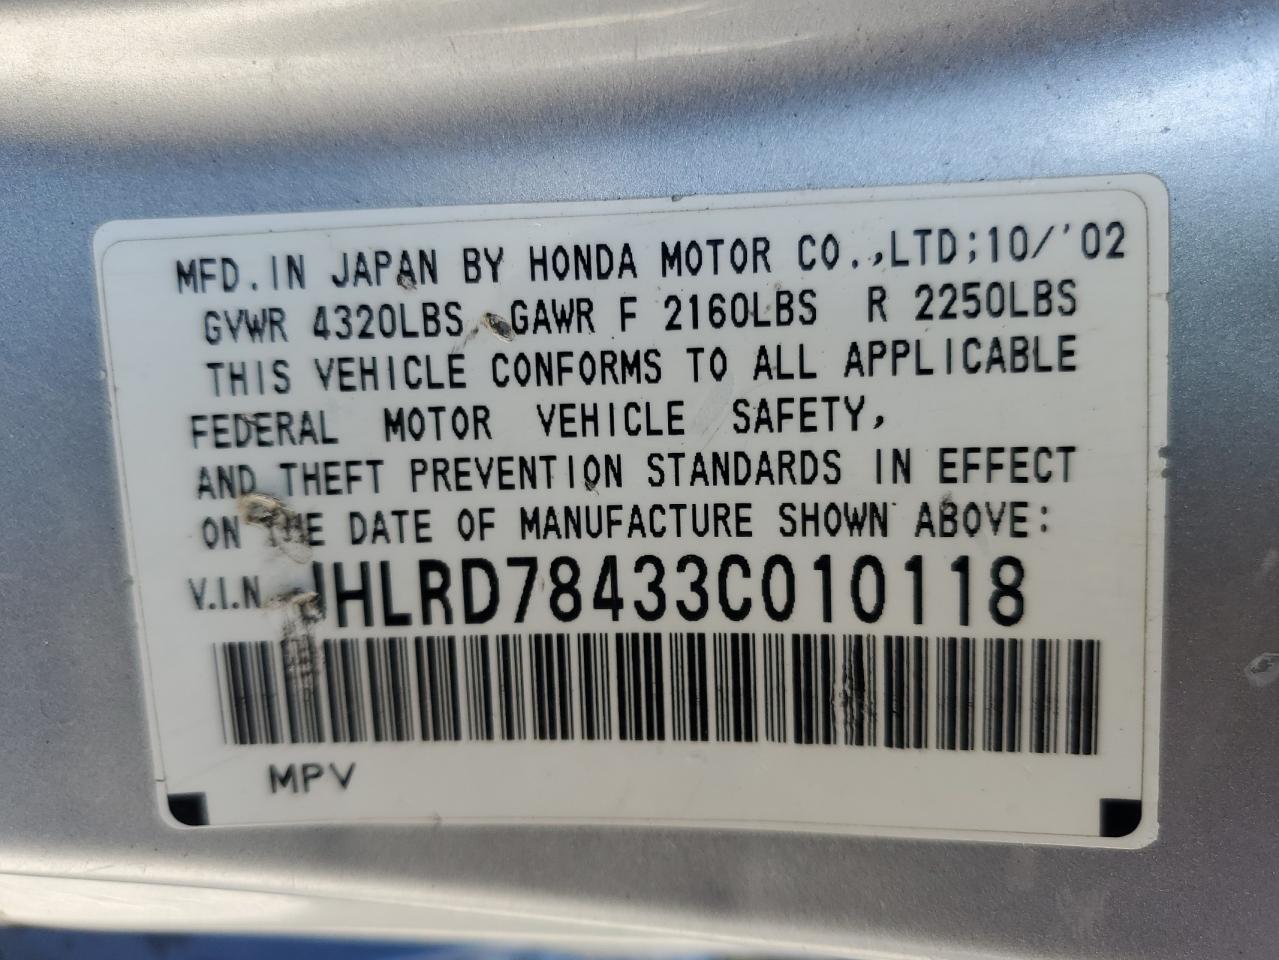 MFD. IN JAPAN BY HONDA MOTOR CO., LTD; 10/'02
GVWR 4320LBS GAWR F 2160LBS R 2250LBS
THIS VEHICLE CONFORMS TO ALL APPLICABLE
FEDERAL MOTOR VEHICLE SAFETY,
AND THEFT PREVENTION STANDARDS IN EFFECT
ON THE DATE OF MANUFACTURE SHOWN ABOVE:
V.I.N. JHLRD78433C010118
MPV